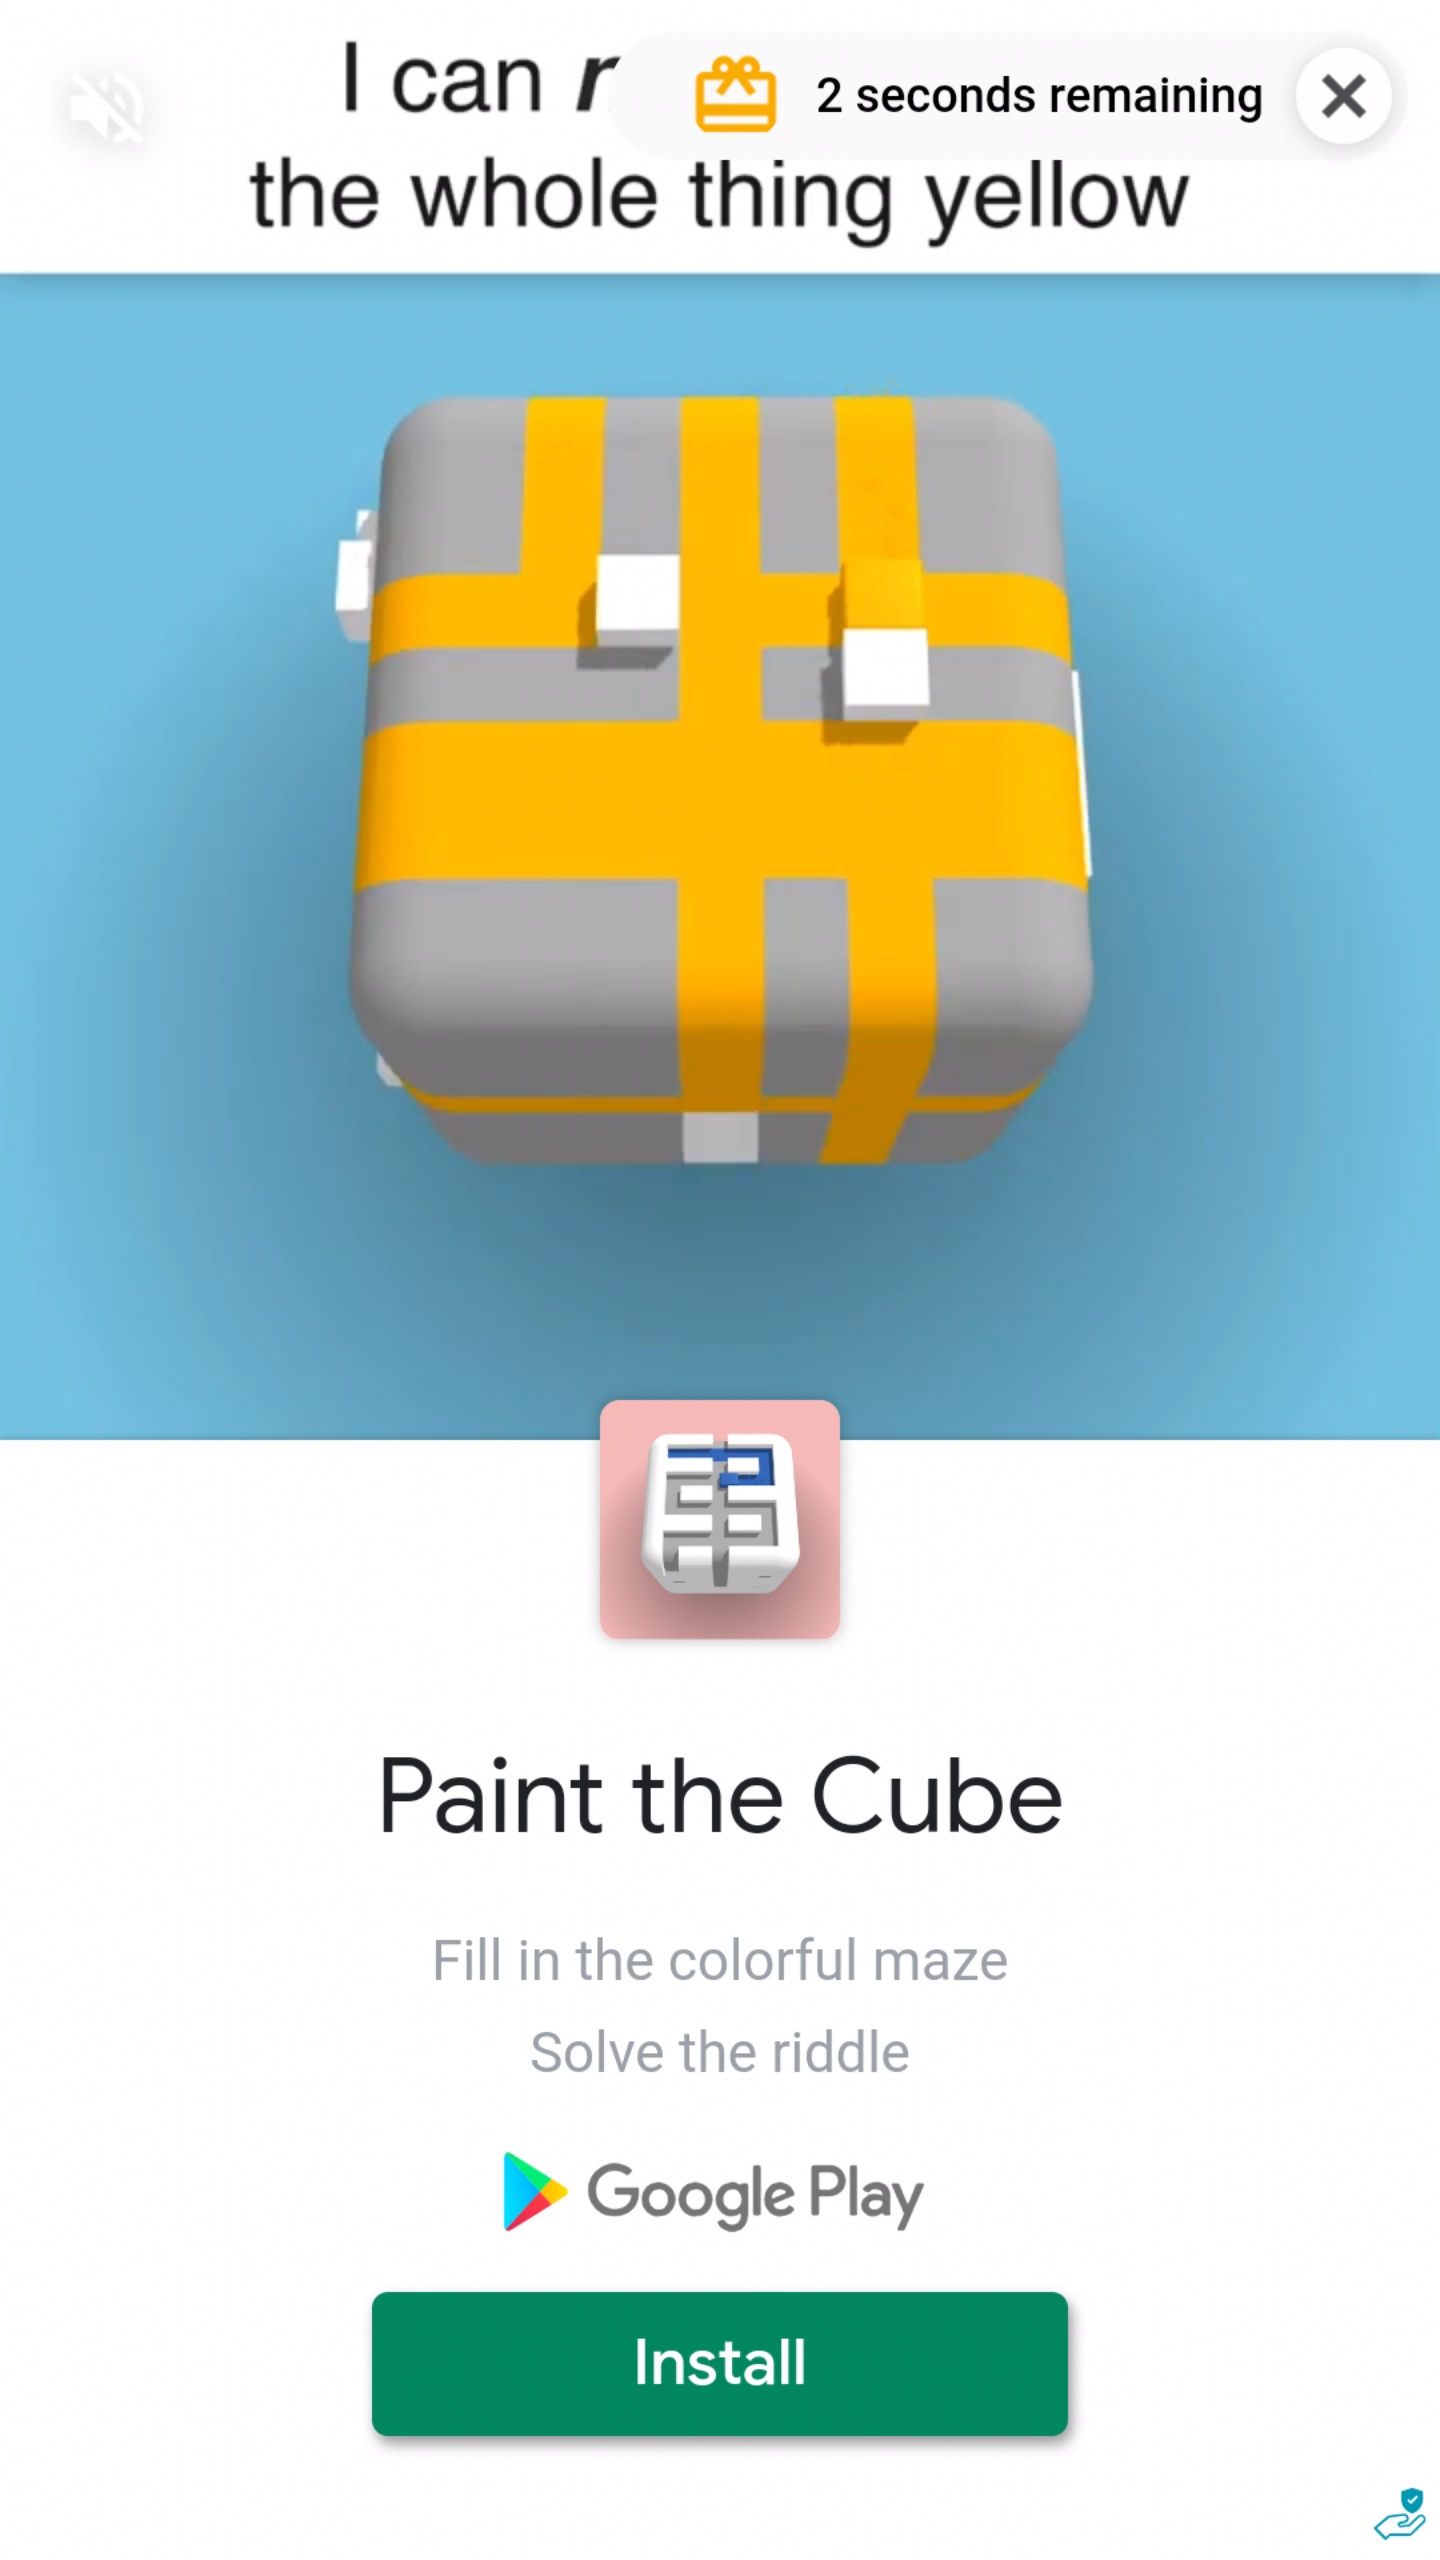 I can
2 seconds remaining
the whole thing yellow
Paint the Cube
Fill in the colorful maze
Solve the riddle
Google Play
Install